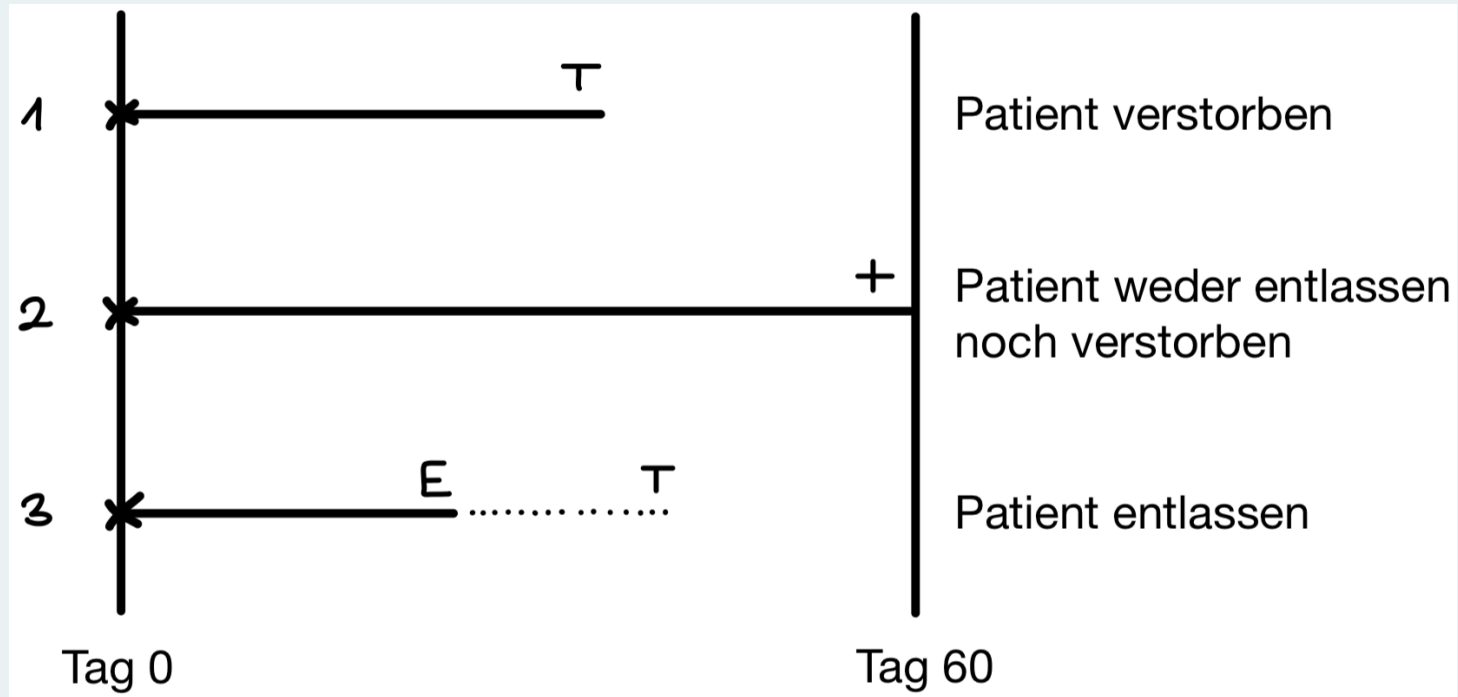 T
1 Patient verstorben
+
2 Patient weder entlassen
noch verstorben
E T
3 Patient entlassen
Tag 0 Tag 60